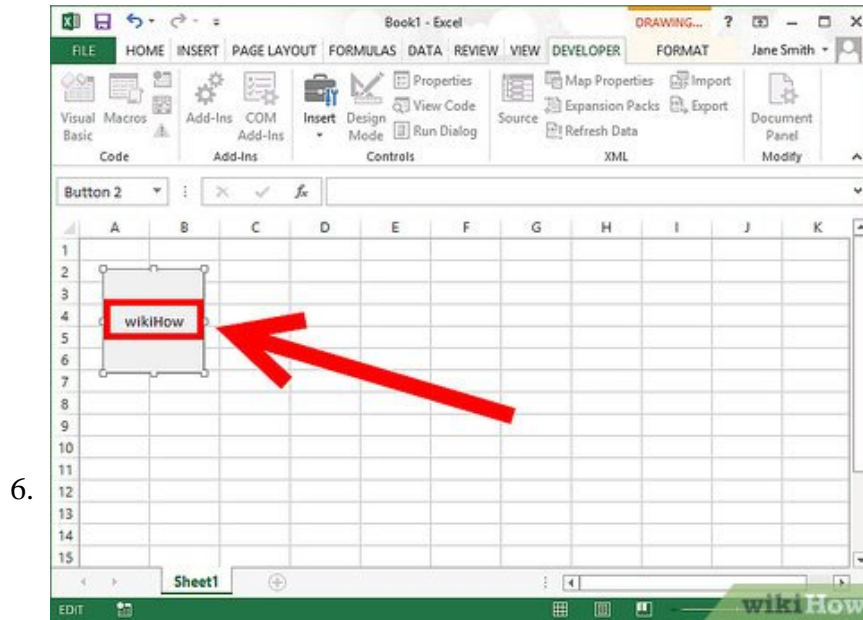 Book1 - Excel
DRAWING... ?
FILE HOME INSERT PAGE LAYOUT FORMULAS DATA REVIEW VIEW DEVELOPER FORMAT Jane Smith
Visual Basic
Macros
Code
Add-Ins
COM Add-Ins
Add-Ins
Insert
Design Mode
Properties
View Code
Run Dialog
Controls
Source
Map Properties
Expansion Packs
Refresh Data
Import
Export
XML
Document Panel
Modify
Button 2
fx
A B C D E F G H I J K
1
2
3
4
wikiHow
5
6
7
8
9
10
11
6.
12
13
14
15
Sheet1
EDIT
wikiHow